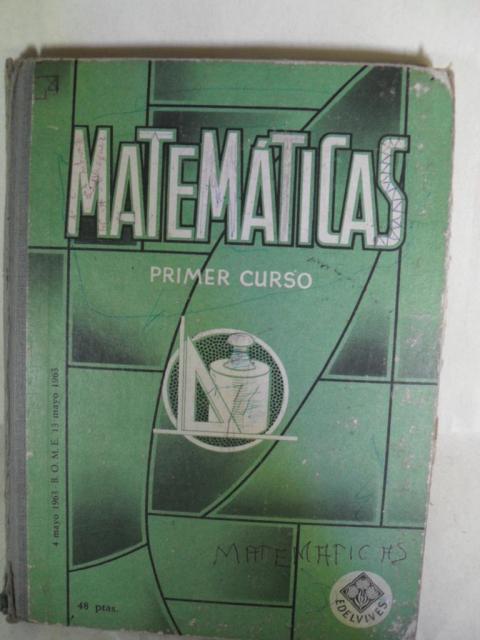 MATEMÁTICAS
PRIMER CURSO
4 mayo 1963 - B. O. M. E. 13 mayo 1963
MATEMATICAS
48 ptas.
EDELVIVES